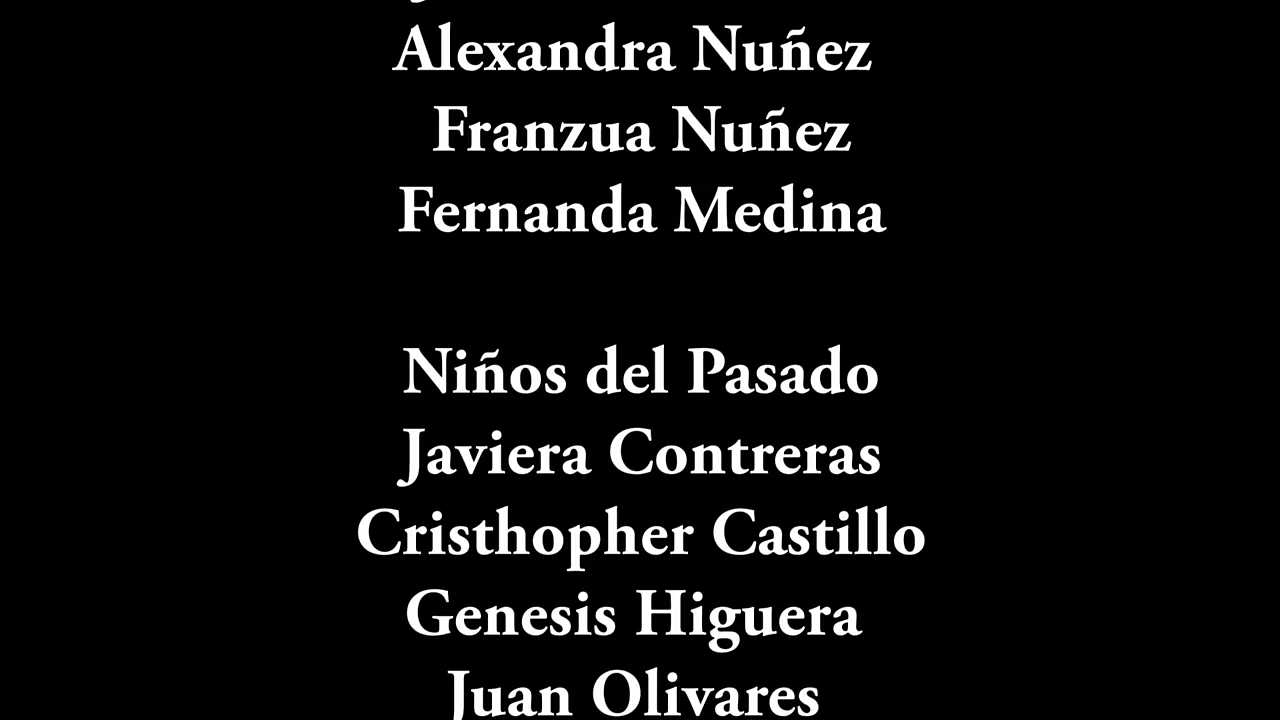 Alexandra Nuñez
Franzua Nuñez
Fernanda Medina
Niños del Pasado
Javiera Contreras
Cristhopher Castillo
Genesis Higuera
Juan Olivares